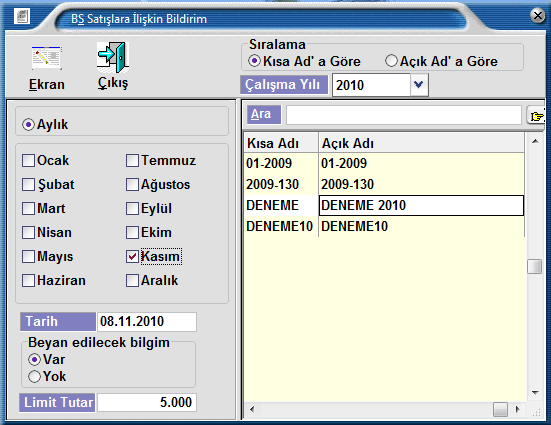 BS Satışlara İlişkin Bildirim
Ekran
Çıkış
Sıralama
Kısa Ad' a Göre
Açık Ad' a Göre
Çalışma Yılı
2010
Aylık
Ocak
Temmuz
Şubat
Ağustos
Mart
Eylül
Nisan
Ekim
Mayıs
Kasım
Haziran
Aralık
Tarih
08.11.2010
Beyan edilecek bilgim
Var
Yok
Limit Tutar
5.000
Ara
Kısa Adı
Açık Adı
01-2009
01-2009
2009-130
2009-130
DENEME
DENEME 2010
DENEME10
DENEME10